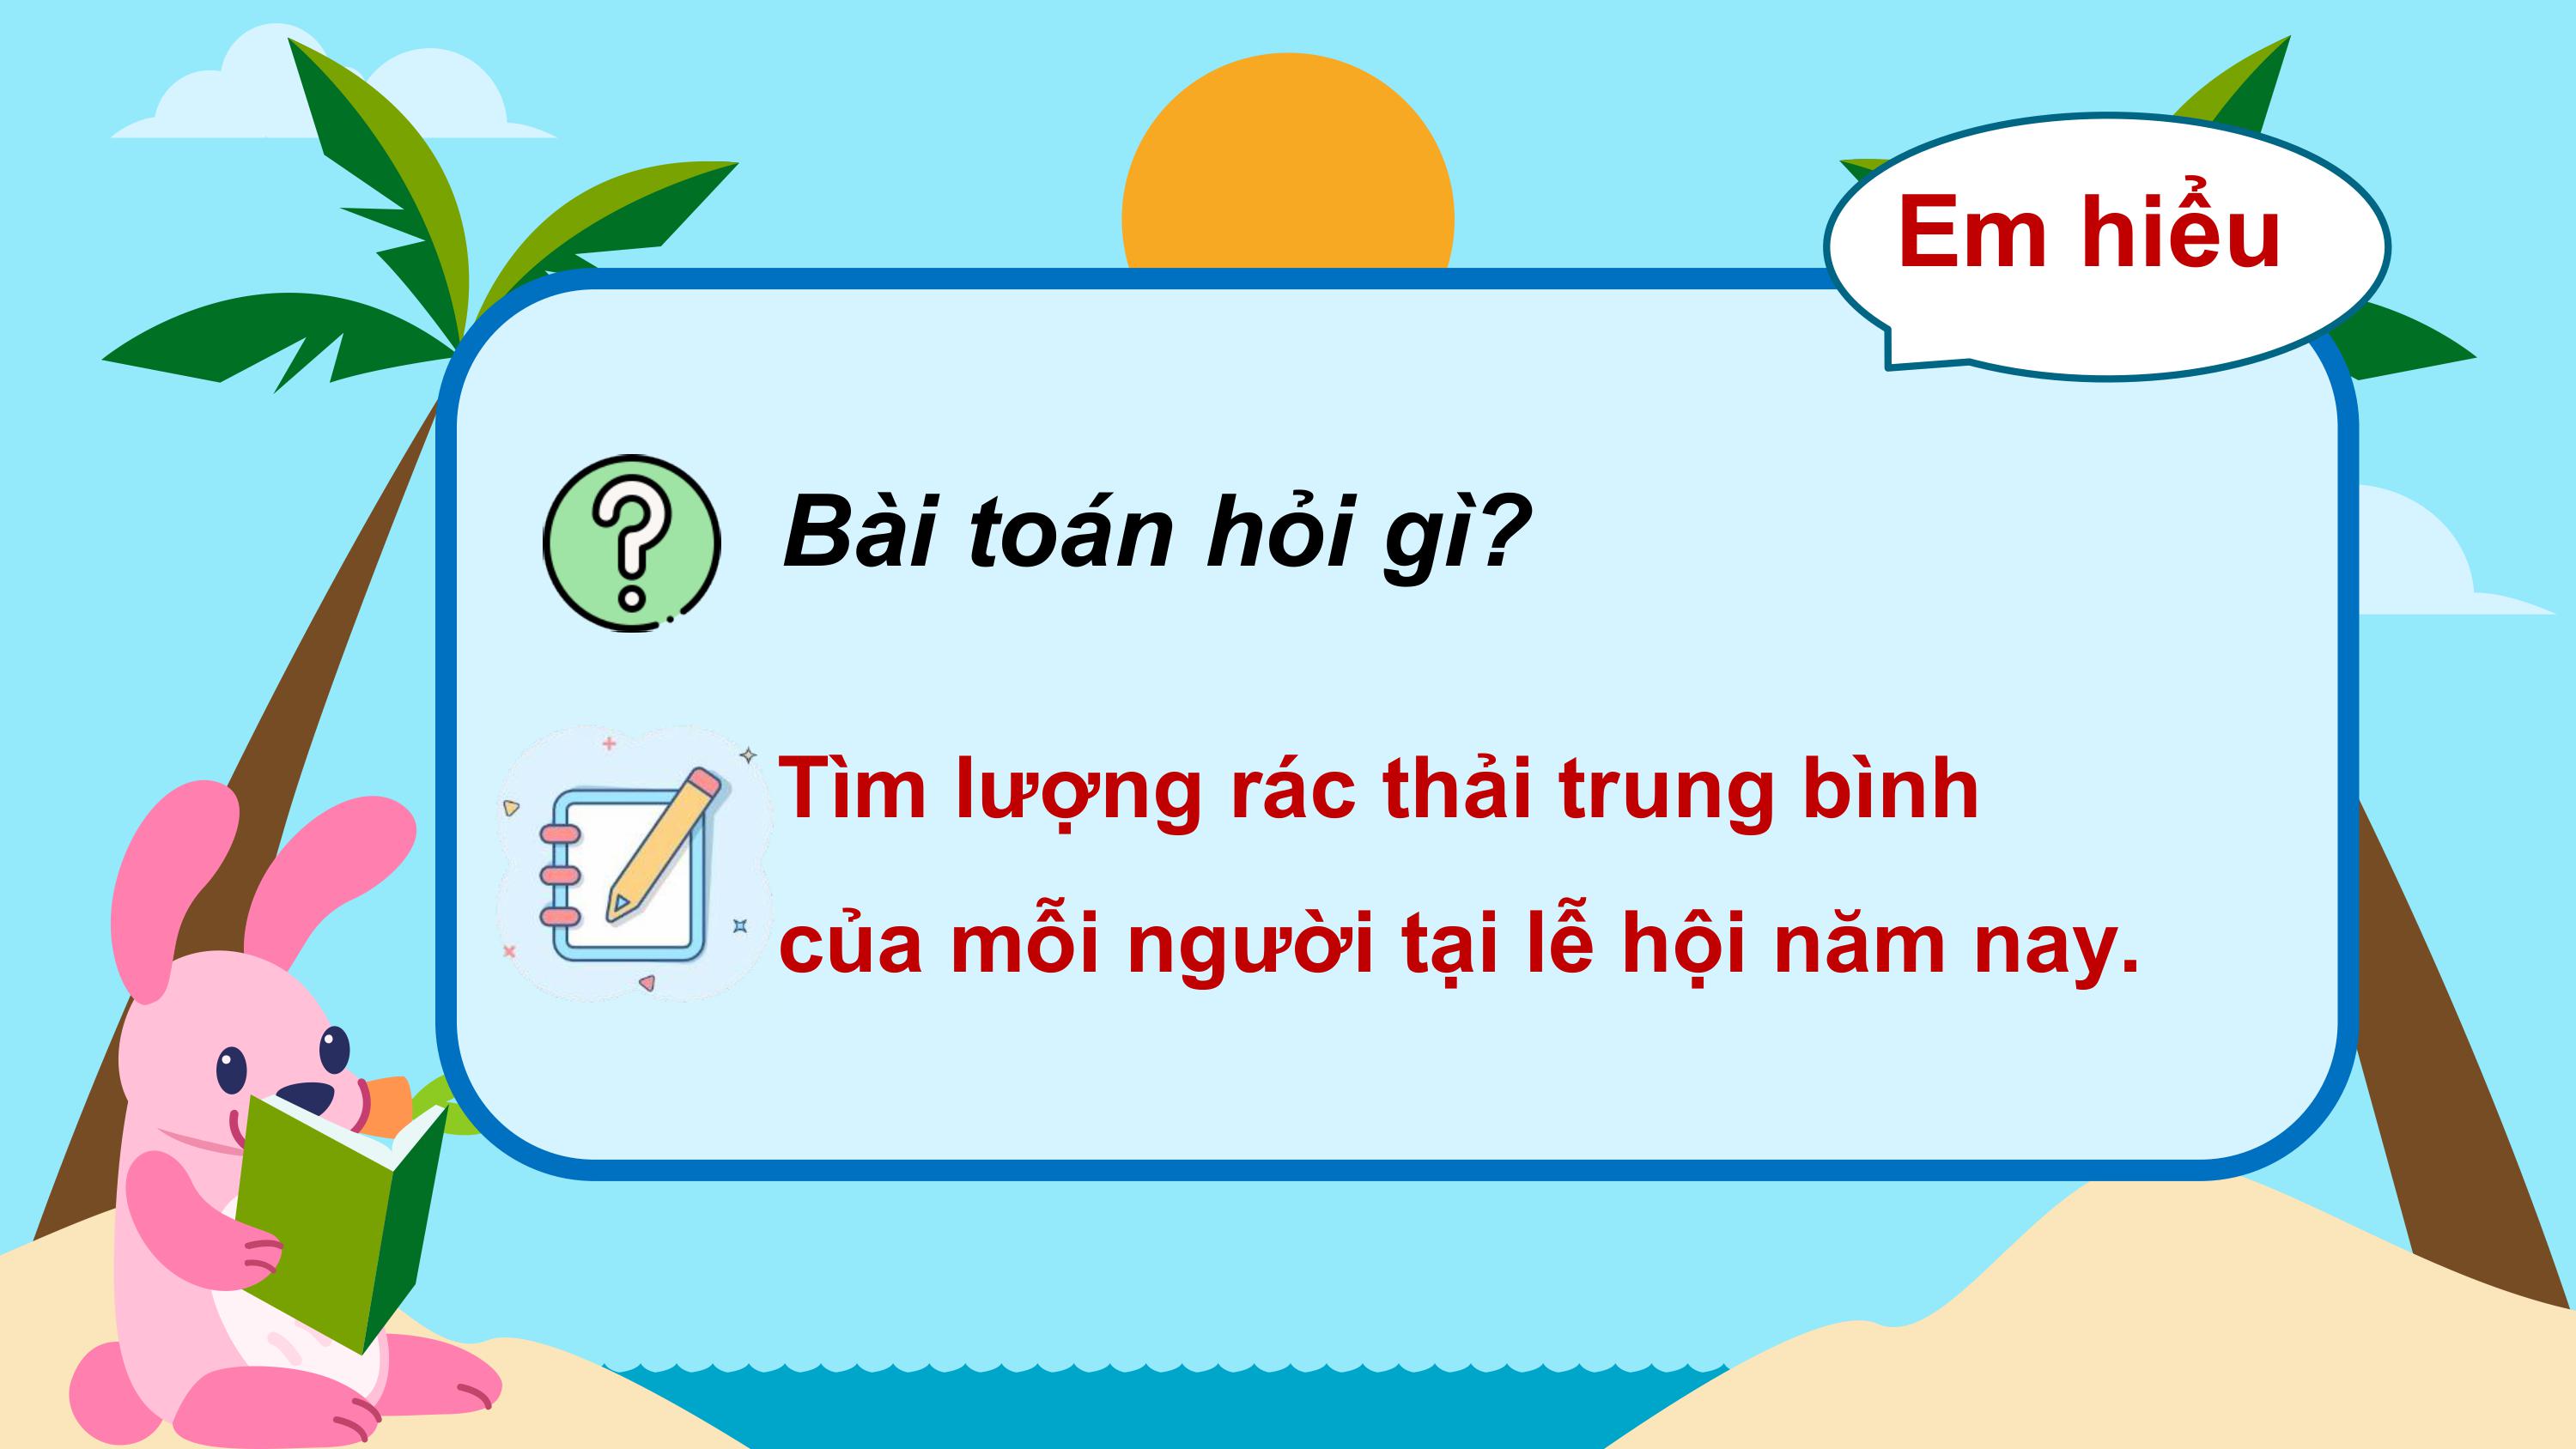 Em hiểu
Bài toán hỏi gì?
Tìm lượng rác thải trung bình
của mỗi người tại lễ hội năm nay.